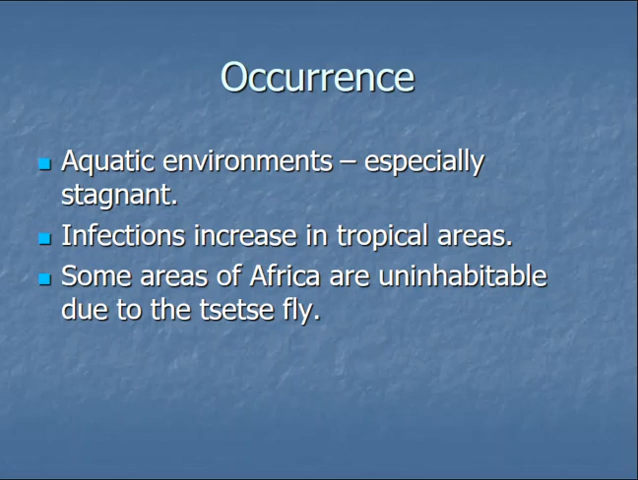 Occurrence
Aquatic environments – especially
stagnant.
Infections increase in tropical areas.
Some areas of Africa are uninhabitable
due to the tsetse fly.